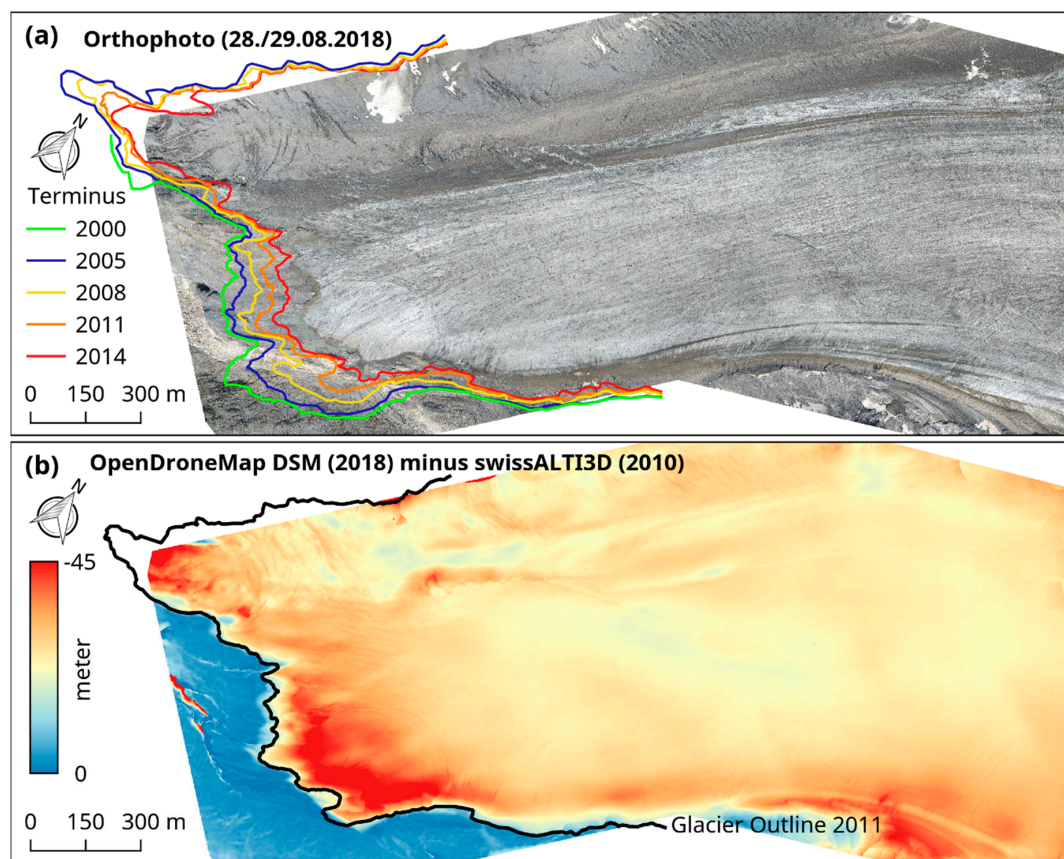 (a) Orthophoto (28./29.08.2018)
N
Terminus
2000
2005
2008
2011
2014
0 150 300 m
(b) OpenDroneMap DSM (2018) minus swissALTI3D (2010)
N
-45
meter
0
0 150 300 m
Glacier Outline 2011